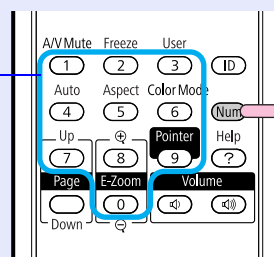 A/V Mute Freeze User
1 2 3 ID
Auto Aspect Color Mode
4 5 6 Num
Up Pointer Help
7 8 9 ?
Page E-Zoom Volume
0
Down